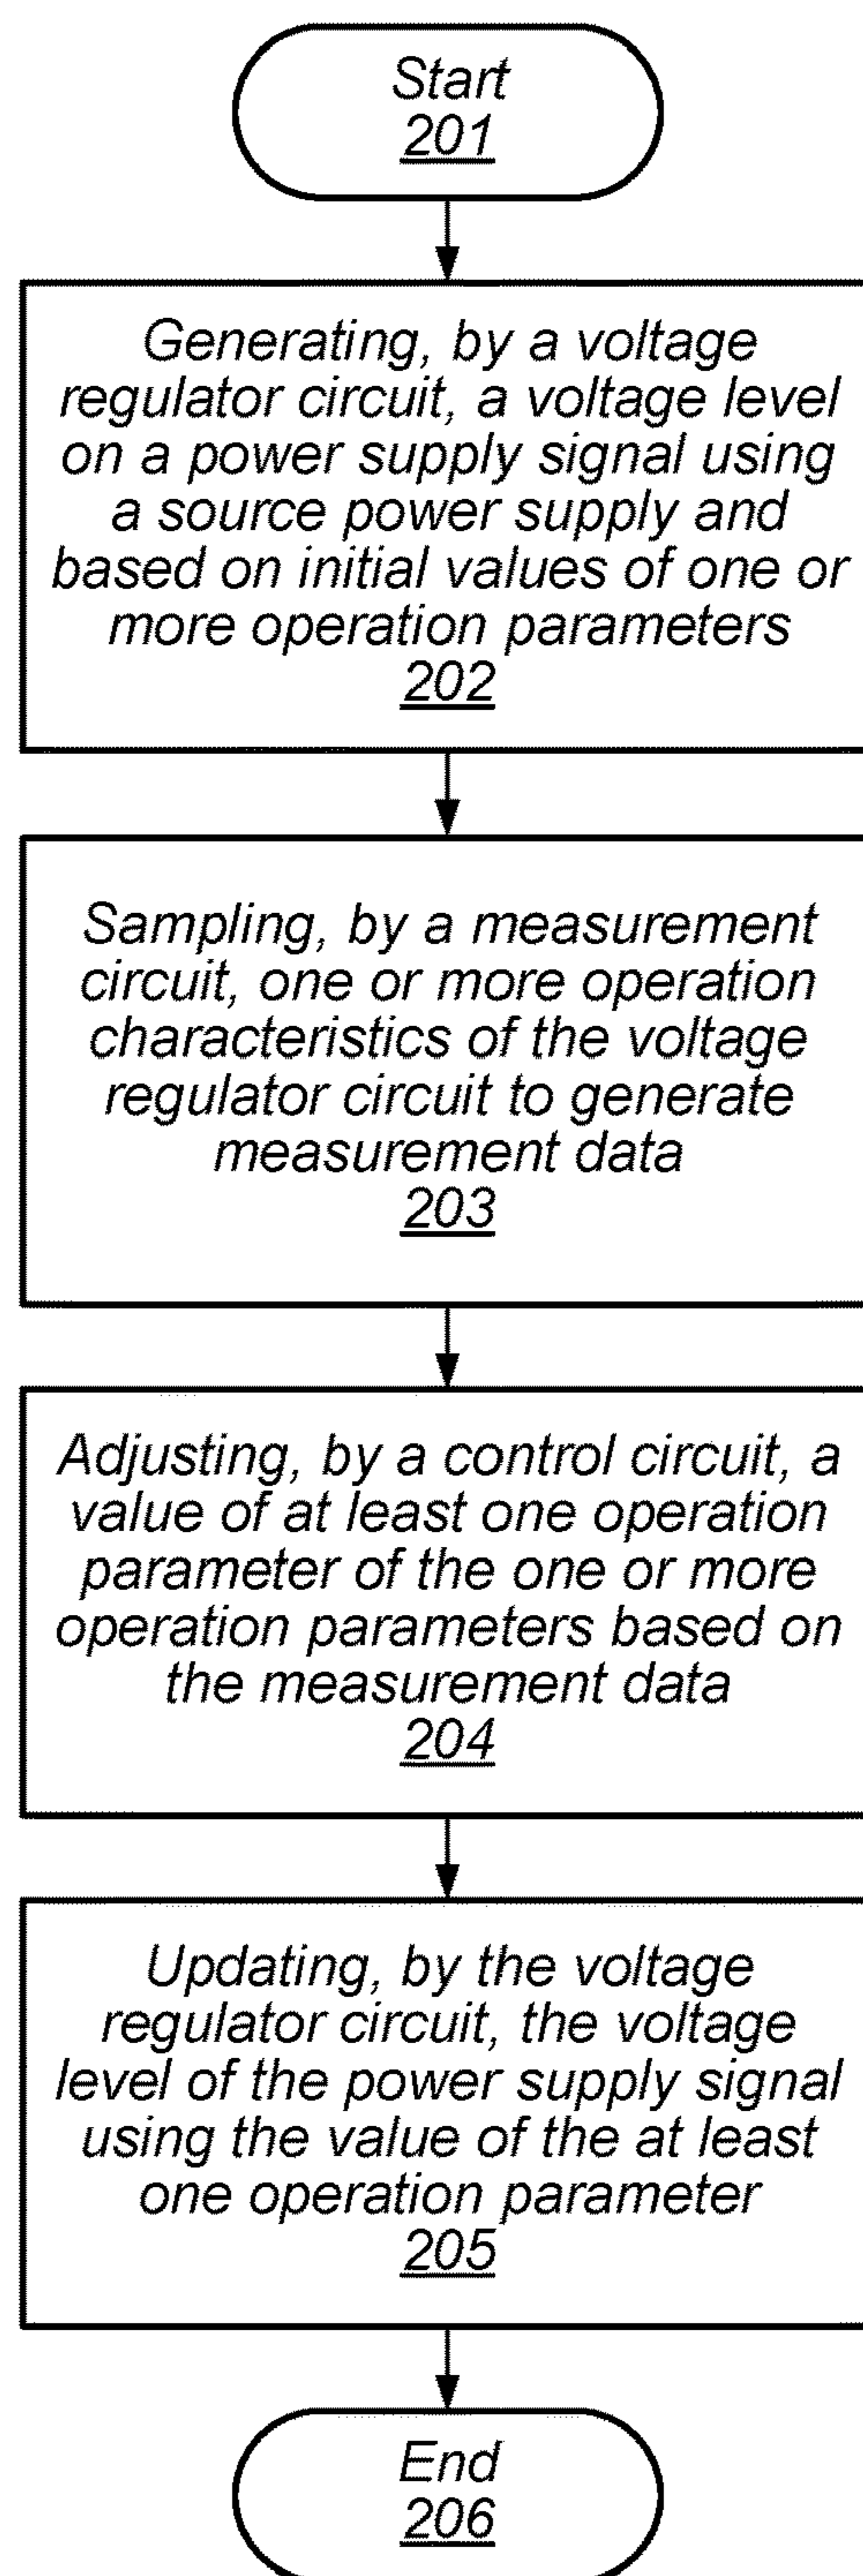 Start
201
Generating, by a voltage
regulator circuit, a voltage level
on a power supply signal using
a source power supply and
based on initial values of one or
more operation parameters
202
Sampling, by a measurement
circuit, one or more operation
characteristics of the voltage
regulator circuit to generate
measurement data
203
Adjusting, by a control circuit, a
value of at least one operation
parameter of the one or more
operation parameters based on
the measurement data
204
Updating, by the voltage
regulator circuit, the voltage
level of the power supply signal
using the value of the at least
one operation parameter
205
End
206